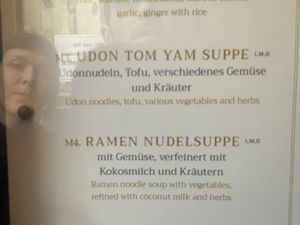 garlic, ginger with rice
UDON TOM YAM SUPPE I,M,O
Udonnudeln, Tofu, verschiedenes Gemüse
und Kräuter
Udon noodles, tofu, various vegetables and herbs
M4. RAMEN NUDELSUPPE I,M,O
mit Gemüse, verfeinert mit
Kokosmilch und Kräutern
Ramen noodle soup with vegetables,
refined with coconut milk and herbs